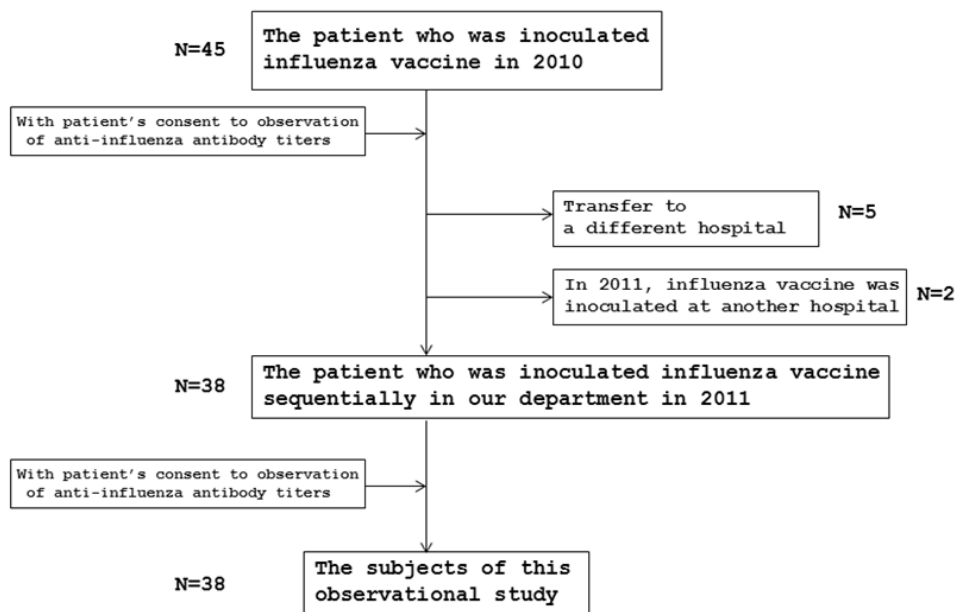 N=45
The patient who was inoculated
influenza vaccine in 2010
With patient's consent to observation
of anti-influenza antibody titers
Transfer to
a different hospital
N=5
In 2011, influenza vaccine was
inoculated at another hospital
N=2
N=38
The patient who was inoculated influenza vaccine
sequentially in our department in 2011
With patient's consent to observation
of anti-influenza antibody titers
N=38
The subjects of this
observational study